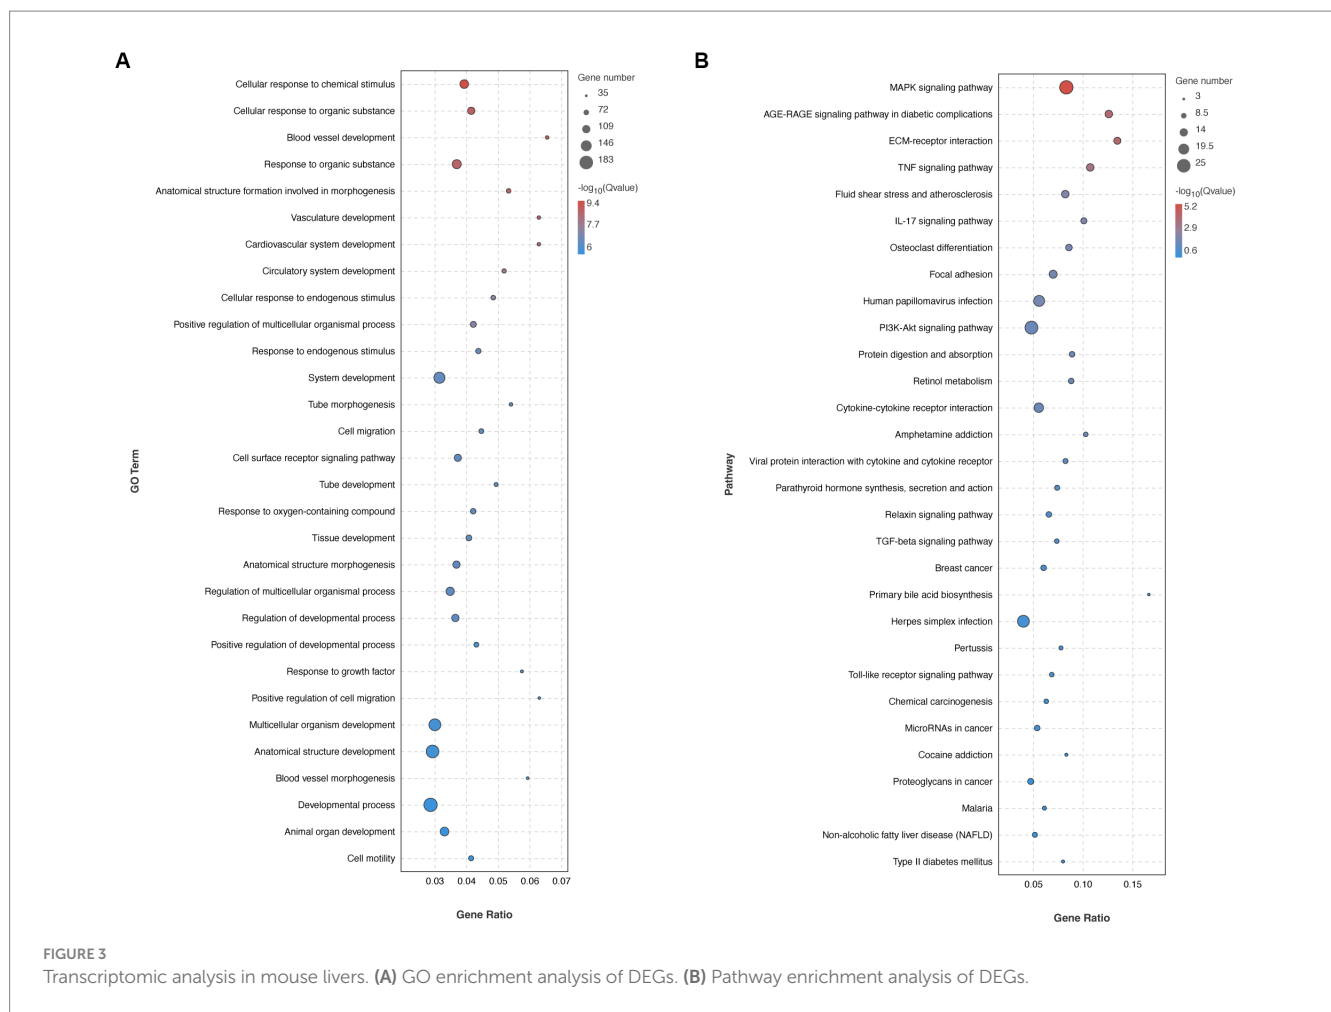 A
Cellular response to chemical stimulus
Cellular response to organic substance
Blood vessel development
Response to organic substance
Anatomical structure formation involved in morphogenesis
Vasculature development
Cardiovascular system development
Circulatory system development
Cellular response to endogenous stimulus
Positive regulation of multicellular organismal process
Response to endogenous stimulus
System development
Tube morphogenesis
Cell migration
Cell surface receptor signaling pathway
Tube development
Response to oxygen-containing compound
Tissue development
Anatomical structure morphogenesis
Regulation of multicellular organismal process
Regulation of developmental process
Positive regulation of developmental process
Response to growth factor
Positive regulation of cell migration
Multicellular organism development
Anatomical structure development
Blood vessel morphogenesis
Developmental process
Animal organ development
Cell motility
GO Term
0.03 0.04 0.05 0.06 0.07
Gene Ratio
Gene number
35
72
109
146
183
-log10(Qvalue)
9.4
7.7
6
B
MAPK signaling pathway
AGE-RAGE signaling pathway in diabetic complications
ECM-receptor interaction
TNF signaling pathway
Fluid shear stress and atherosclerosis
IL-17 signaling pathway
Osteoclast differentiation
Focal adhesion
Human papillomavirus infection
PI3K-Akt signaling pathway
Protein digestion and absorption
Retinol metabolism
Cytokine-cytokine receptor interaction
Amphetamine addiction
Viral protein interaction with cytokine and cytokine receptor
Parathyroid hormone synthesis, secretion and action
Relaxin signaling pathway
TGF-beta signaling pathway
Breast cancer
Primary bile acid biosynthesis
Herpes simplex infection
Pertussis
Toll-like receptor signaling pathway
Chemical carcinogenesis
MicroRNAs in cancer
Cocaine addiction
Proteoglycans in cancer
Malaria
Non-alcoholic fatty liver disease (NAFLD)
Type II diabetes mellitus
Pathway
0.05 0.10 0.15
Gene Ratio
Gene number
3
8.5
14
19.5
25
-log10(Qvalue)
5.2
2.9
0.6
FIGURE 3
Transcriptomic analysis in mouse livers. (A) GO enrichment analysis of DEGs. (B) Pathway enrichment analysis of DEGs.